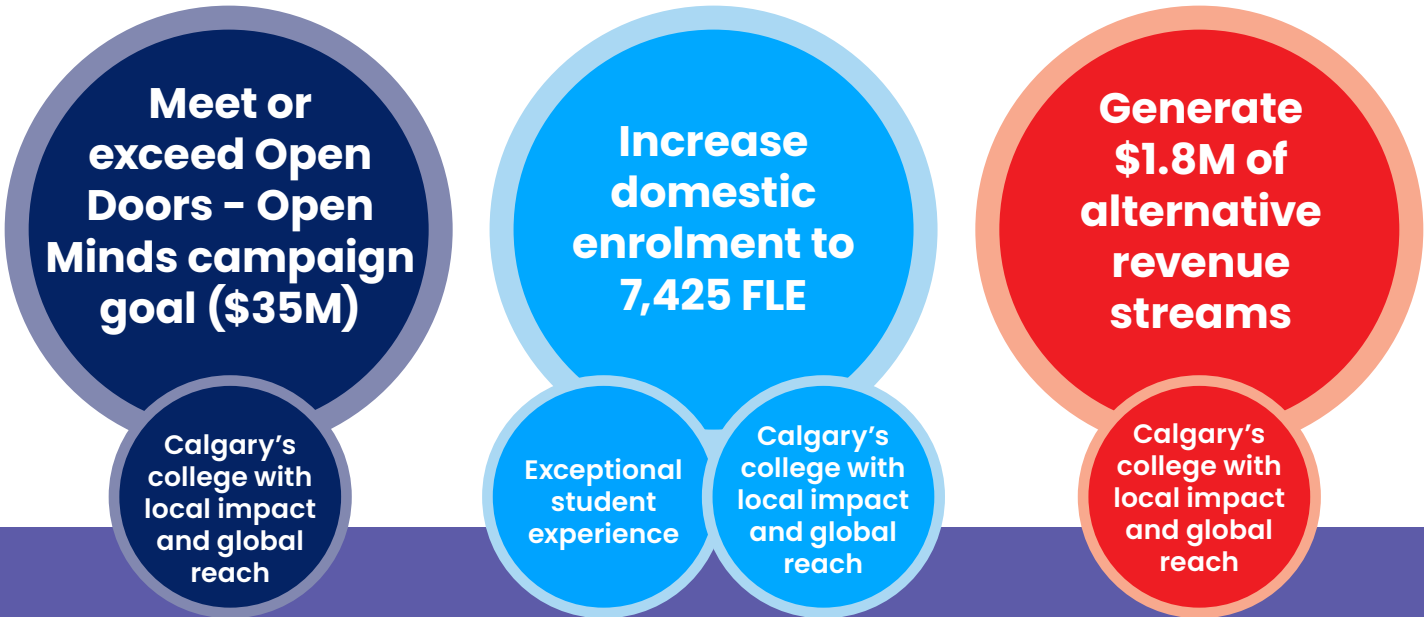 Meet or
exceed Open
Doors - Open
Minds campaign
goal ($35M)
Calgary’s
college with
local impact
and global
reach
Increase
domestic
enrolment to
7,425 FLE
Exceptional
student
experience
Calgary’s
college with
local impact
and global
reach
Generate
$1.8M of
alternative
revenue
streams
Calgary’s
college with
local impact
and global
reach